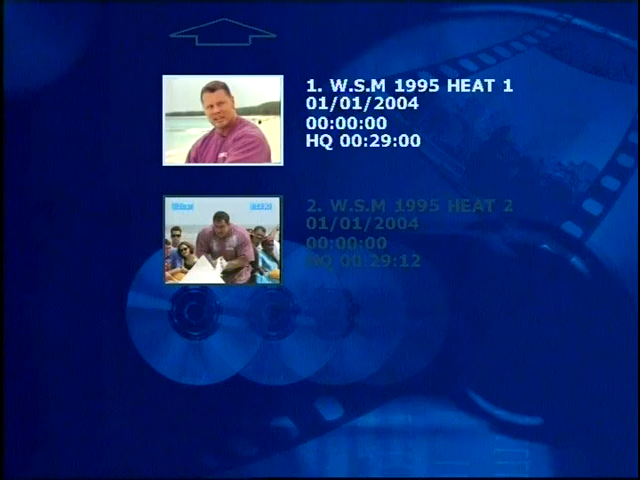 1. W.S.M 1995 HEAT 1
01/01/2004
00:00:00
HQ 00:29:00
2. W.S.M 1995 HEAT 2
01/01/2004
00:00:00
HQ 00:29:12